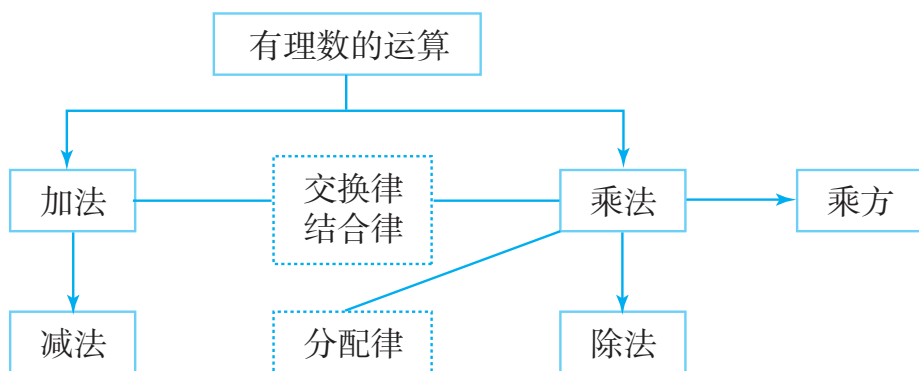 有理数的运算
加法
交换律
结合律
乘法
乘方
减法
分配律
除法